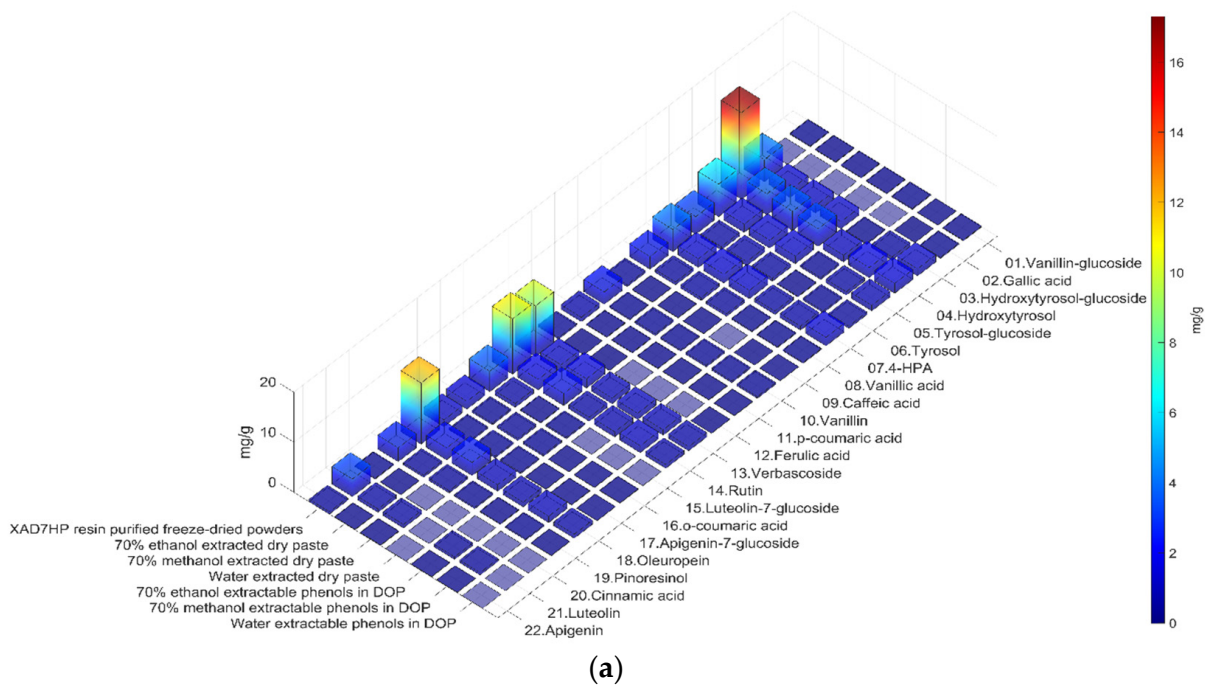 16
14
12
10
8
6
4
2
0
mg/g
20
10
0
mg/g
01.Vanillin-glucoside
02.Gallic acid
03.Hydroxytyrosol-glucoside
04.Hydroxytyrosol
05.Tyrosol-glucoside
06.Tyrosol
07.4-HPA
08.Vanillic acid
09.Caffeic acid
10.Vanillin
11.p-coumaric acid
12.Ferulic acid
13.Verbascoside
14.Rutin
15.Luteolin-7-glucoside
16.o-coumaric acid
17.Apigenin-7-glucoside
18.Oleuropein
19.Pinoresinol
20.Cinnamic acid
21.Luteolin
22.Apigenin
XAD7HP resin purified freeze-dried powders
70% ethanol extracted dry paste
70% methanol extracted dry paste
Water extracted dry paste
70% ethanol extractable phenols in DOP
70% methanol extractable phenols in DOP
Water extractable phenols in DOP
(a)